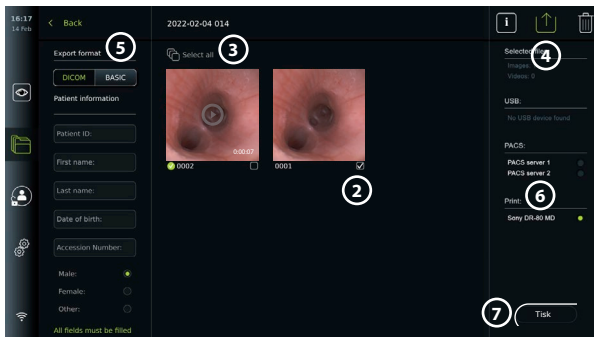 16:17
14 Feb
Back
2022-02-04 014
i
Export format
5
DICOM
BASIC
Patient information
Patient ID:
First name:
Last name:
Date of birth:
Accession Number:
Male:
Female:
Other:
All fields must be filled
Select all
3
0:00:07
0002
0001
2
4
Images:
Videos: 0
USB:
No USB device found
PACS:
PACS server 1
PACS server 2
6
Print:
Sony DR-80 MD
7
Tisk